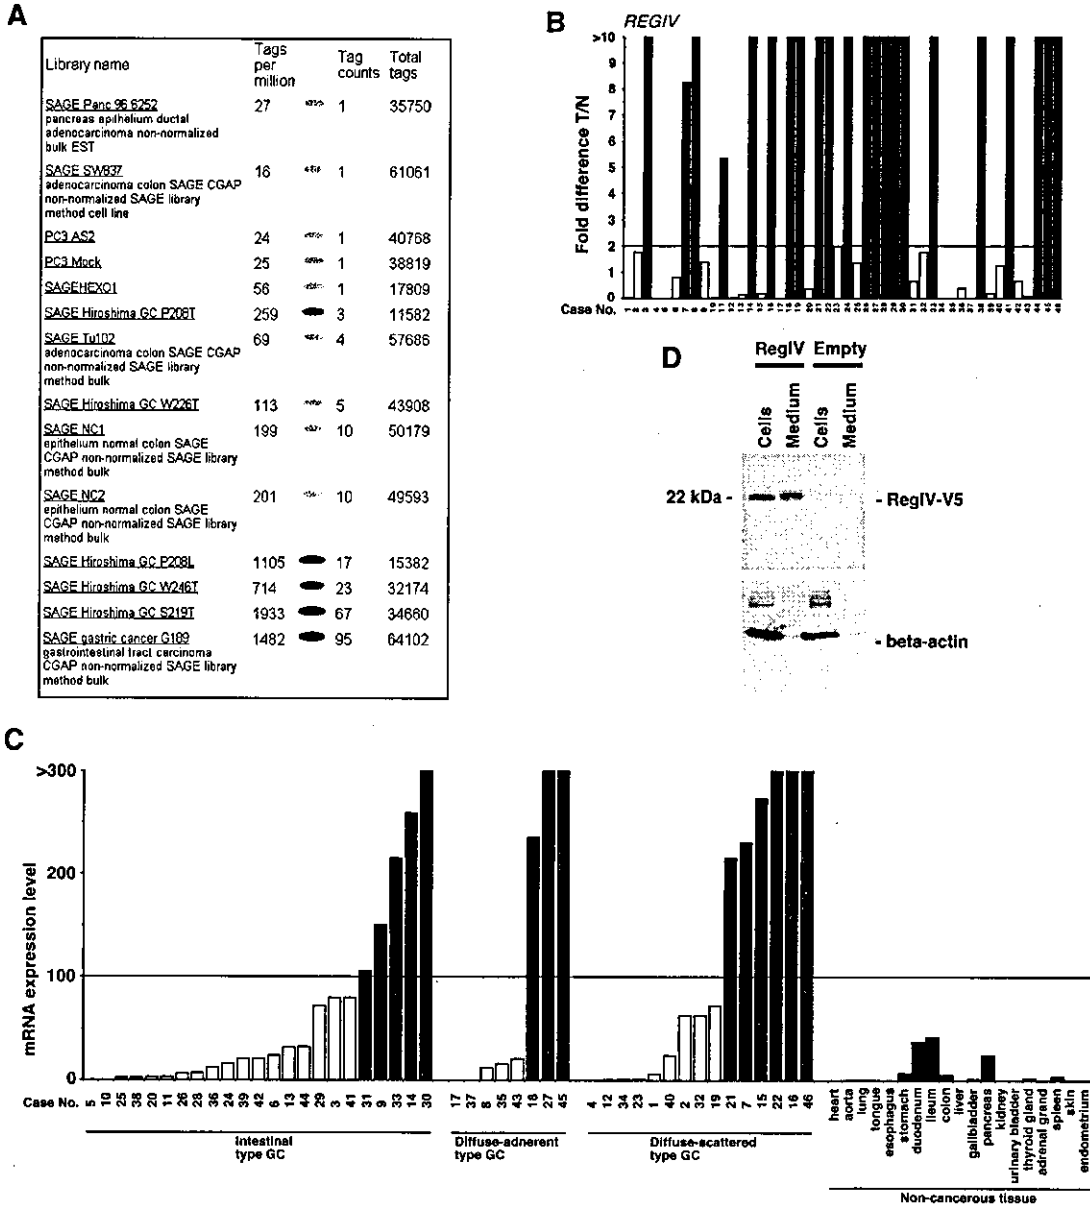 A
Library name
Tags per million
Tag counts
Total tags
SAGE Panc 96 6252 27 1 35750
pancreas epithelium ductal
adenocarcinoma non-normalized
bulk EST
SAGE SW837 16 1 61061
adenocarcinoma colon SAGE CGAP
non-normalized SAGE library
method cell line
PC3 AS2 24 1 40768
PC3 Mock 25 1 38819
SAGEHEXO1 56 1 17809
SAGE Hiroshima GC P208T 259 3 11582
SAGE Tu102 69 4 57686
adenocarcinoma colon SAGE CGAP
non-normalized SAGE library
method bulk
SAGE Hiroshima GC W226T 113 5 43908
SAGE NC1 199 10 50179
epithelium normal colon SAGE
CGAP non-normalized SAGE library
method bulk
SAGE NC2 201 10 49593
epithelium normal colon SAGE
CGAP non-normalized SAGE library
method bulk
SAGE Hiroshima GC P208L 1105 17 15382
SAGE Hiroshima GC W246T 714 23 32174
SAGE Hiroshima GC S219T 1933 67 34660
SAGE gastric cancer G189 1482 95 64102
gastrointestinal tract carcinoma
CGAP non-normalized SAGE library
method bulk
B
REGIV
Fold difference T/N
>10
9
8
7
6
5
4
3
2
1
0
Case No.
D
RegIV Empty
Cells Medium Cells Medium
22 kDa -
- RegIV-V5
- beta-actin
C
mRNA expression level
>300
200
100
0
Case No. 5 10 25 38 20 11 26 28 36 24 39 42 6 13 44 29 3 41 31 9 33 14 30 17 37 8 35 43 18 27 45 4 12 34 23 1 40 2 32 19 21 7 15 22 16 46
heart
aorta
lung
tongue
esophagus
stomach
duodenum
ileum
colon
liver
gallbladder
pancreas
kidney
urinary bladder
thyroid gland
adrenal grand
spleen
skin
endometrium
Intestinal
type GC
Diffuse-adherent
type GC
Diffuse-scattered
type GC
Non-cancerous tissue